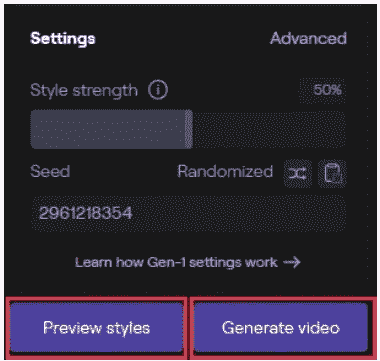 Settings Advanced
Style strength 50%
Seed Randomized
2961218354
Learn how Gen-1 settings work →
Preview styles Generate video